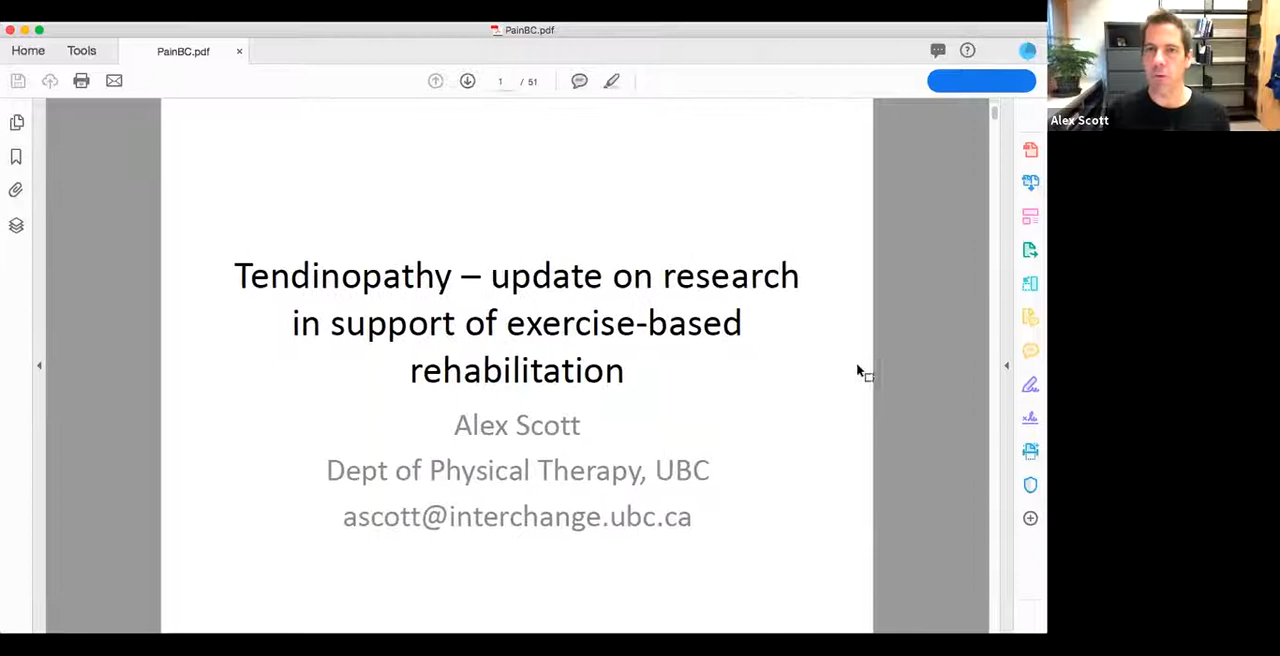 PainBC.pdf
Home
Tools
PainBC.pdf
1 / 51
Alex Scott
Tendinopathy – update on research
in support of exercise-based
rehabilitation
Alex Scott
Dept of Physical Therapy, UBC
ascott@interchange.ubc.ca